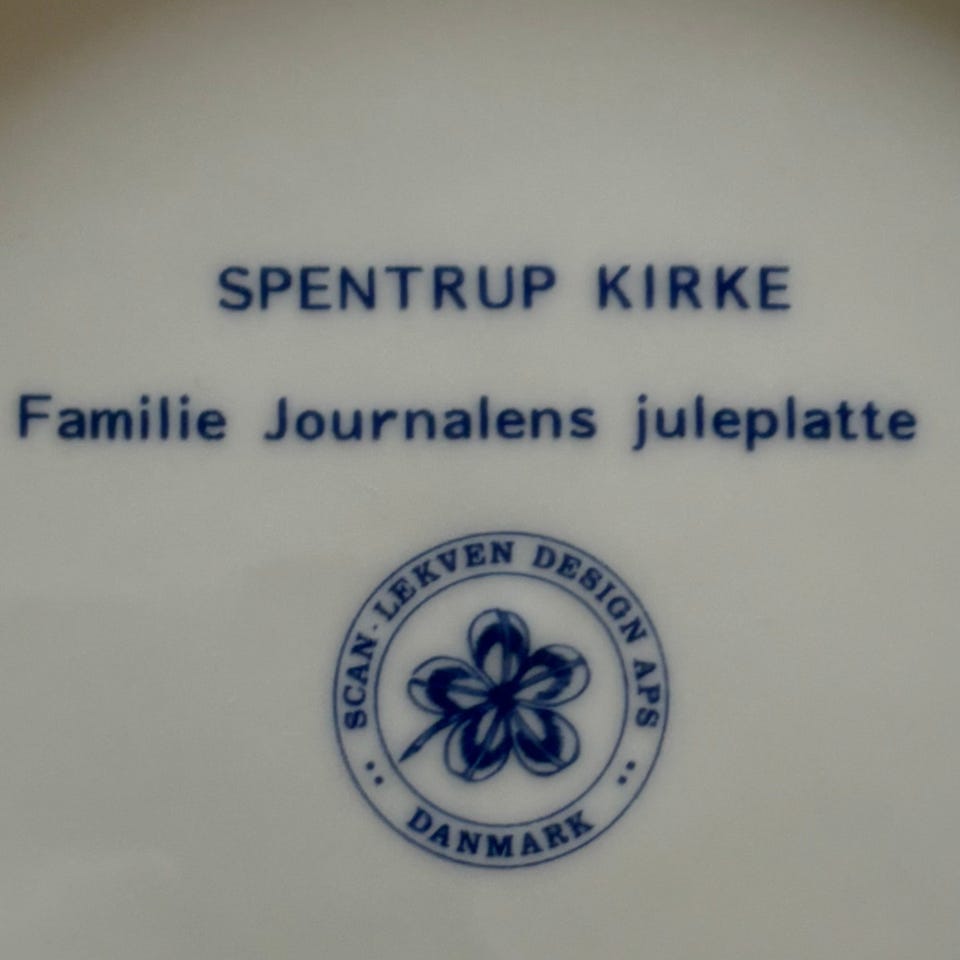 SPENTRUP KIRKE
Familie Journalens juleplatte
SCAN·LEKVEN DESIGN APS
DANMARK